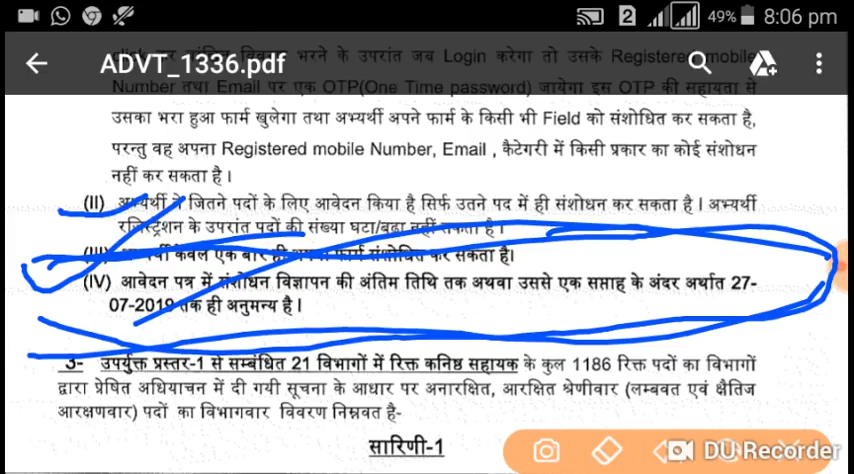 49% 8:06 pm
ADVT_1336.pdf
भरने के उपरांत जब Login करेगा तो उसके Registered mobile
Number तथा Email पर एक OTP(One Time password) जायेगा इस OTP की सहायता से
उसका भरा हुआ फार्म खुलेगा तथा अभ्यर्थी अपने फार्म के किसी भी Field को संशोधित कर सकता है,
परन्तु वह अपना Registered mobile Number, Email , कैटेगरी में किसी प्रकार का कोई संशोधन
नहीं कर सकता है।
(II) अभ्यर्थी ने जितने पदों के लिए आवेदन किया है सिर्फ उतने पद में ही संशोधन कर सकता है। अभ्यर्थी
रजिस्ट्रेशन के उपरांत पदों की संख्या घटा/बढ़ा नहीं सकता है।
(III) अभ्यर्थी केवल एक बार ही अपना फार्म संशोधित कर सकता है।
(IV) आवेदन पत्र में संशोधन विज्ञापन की अंतिम तिथि तक अथवा उससे एक सप्ताह के अंदर अर्थात 27-
07-2019 तक ही अनुमन्य है।
3- उपर्युक्त प्रस्तर-1 से सम्बंधित 21 विभागों में रिक्त कनिष्ठ सहायक के कुल 1186 रिक्त पदों का विभागों
द्वारा प्रेषित अधियाचन में दी गयी सूचना के आधार पर अनारक्षित, आरक्षित श्रेणीवार (लम्बवत एवं क्षैतिज
आरक्षणवार) पदों का विभागवार विवरण निम्नवत है-
सारिणी-1
DU Recorder